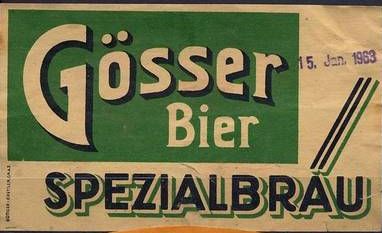 Gösser
15. Jan. 1963
Bier
SPEZIALBRÄU